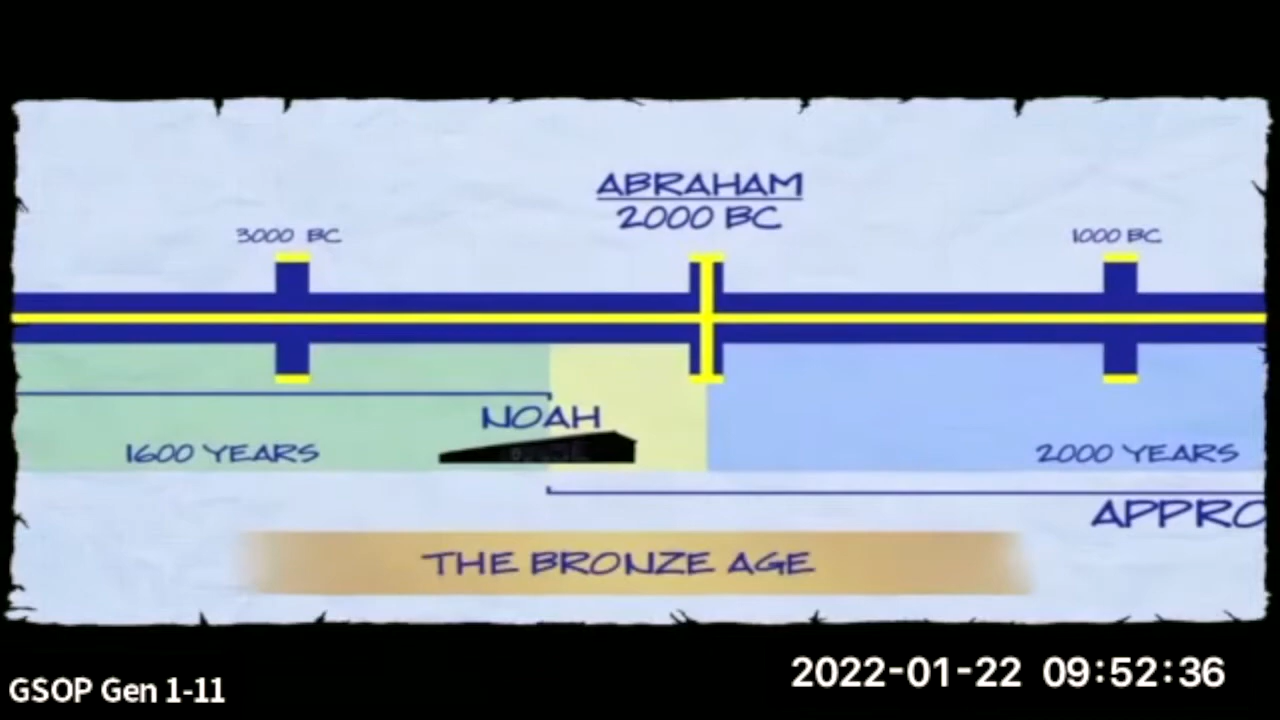 ABRAHAM
2000 BC
3000 BC
1000 BC
NOAH
1600 YEARS
2000 YEARS
APPRO
THE BRONZE AGE
GSOP Gen 1-11
2022-01-22 09:52:36